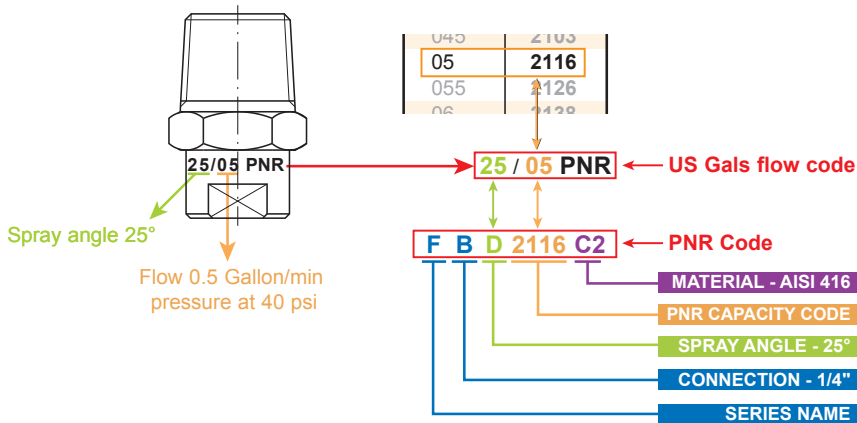 045 2103
05 2116
055 2126
06 2138
25/05 PNR
25 / 05 PNR
US Gals flow code
Spray angle 25°
Flow 0.5 Gallon/min
pressure at 40 psi
F B D 2116 C2
PNR Code
MATERIAL - AISI 416
PNR CAPACITY CODE
SPRAY ANGLE - 25°
CONNECTION - 1/4"
SERIES NAME